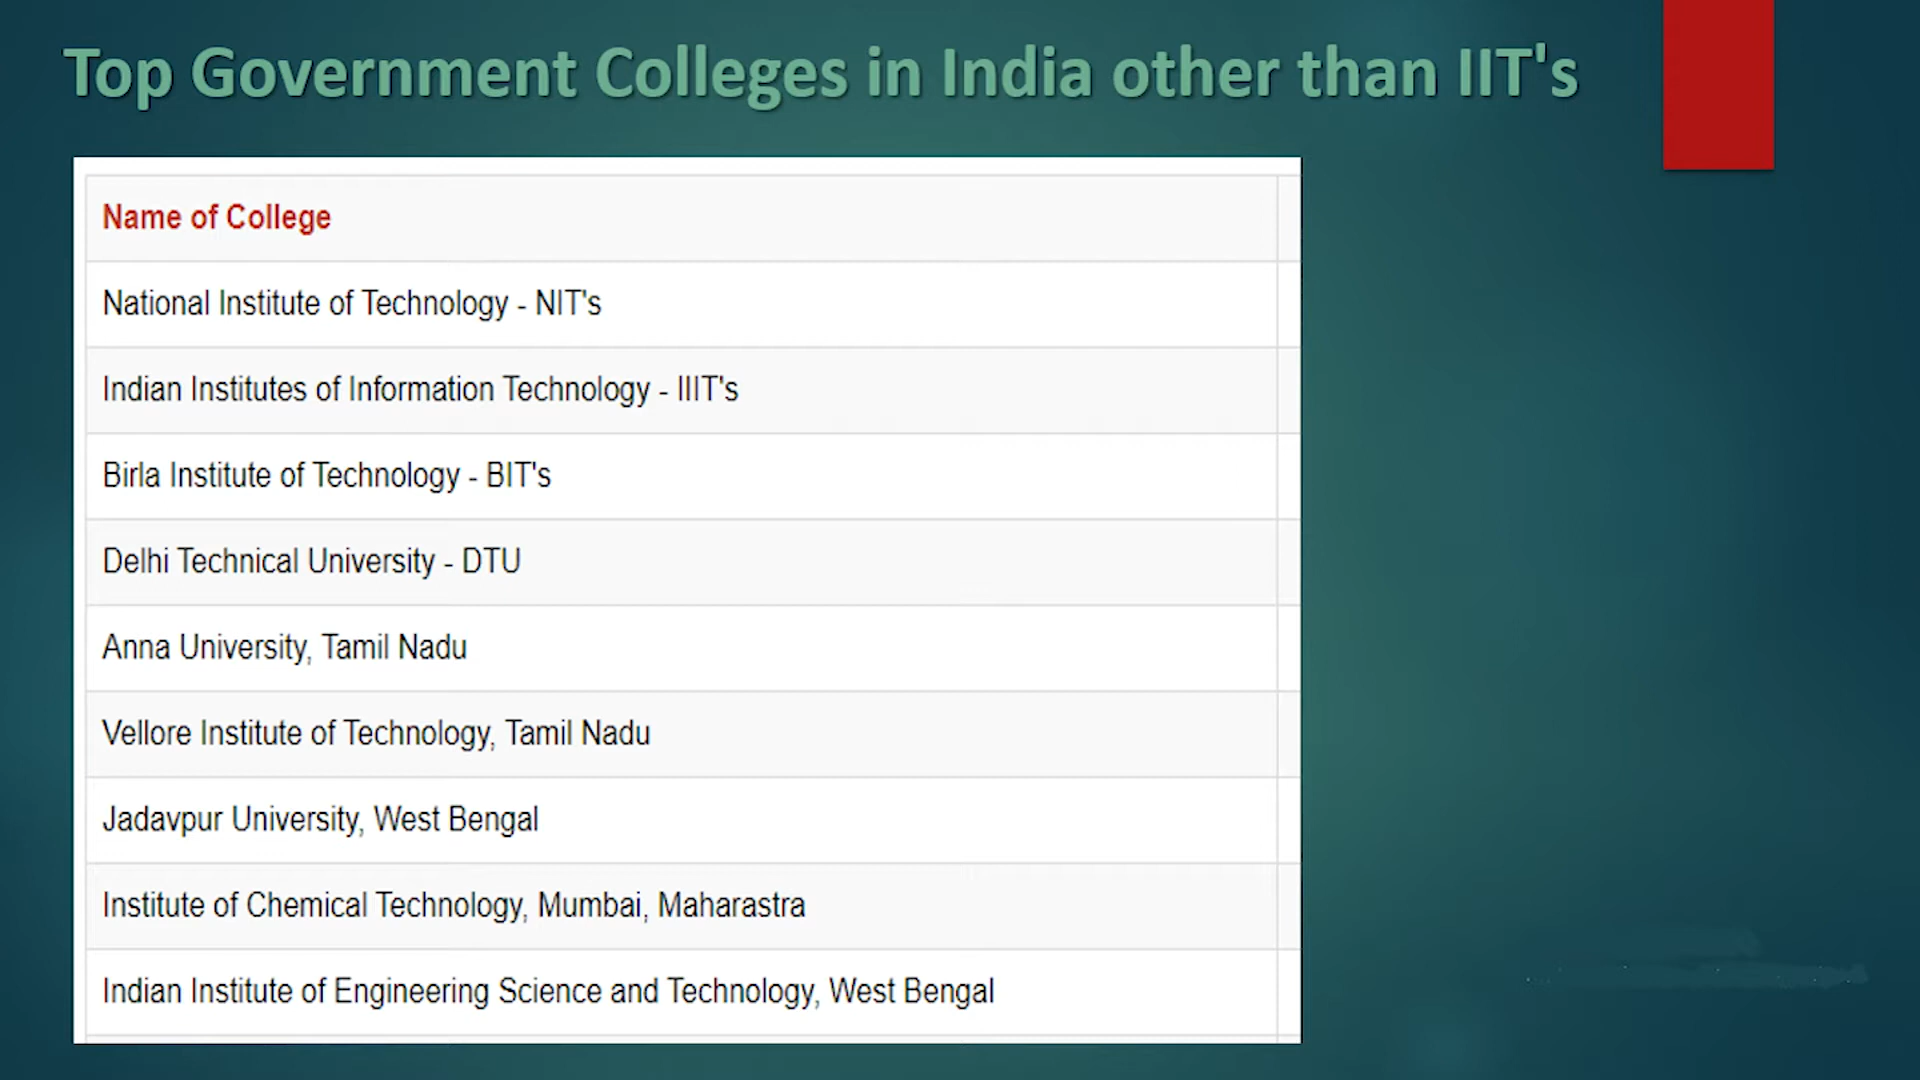 Top Government Colleges in India other than IIT's
Name of College
National Institute of Technology - NIT's
Indian Institutes of Information Technology - IIIT's
Birla Institute of Technology - BIT's
Delhi Technical University - DTU
Anna University, Tamil Nadu
Vellore Institute of Technology, Tamil Nadu
Jadavpur University, West Bengal
Institute of Chemical Technology, Mumbai, Maharastra
Indian Institute of Engineering Science and Technology, West Bengal